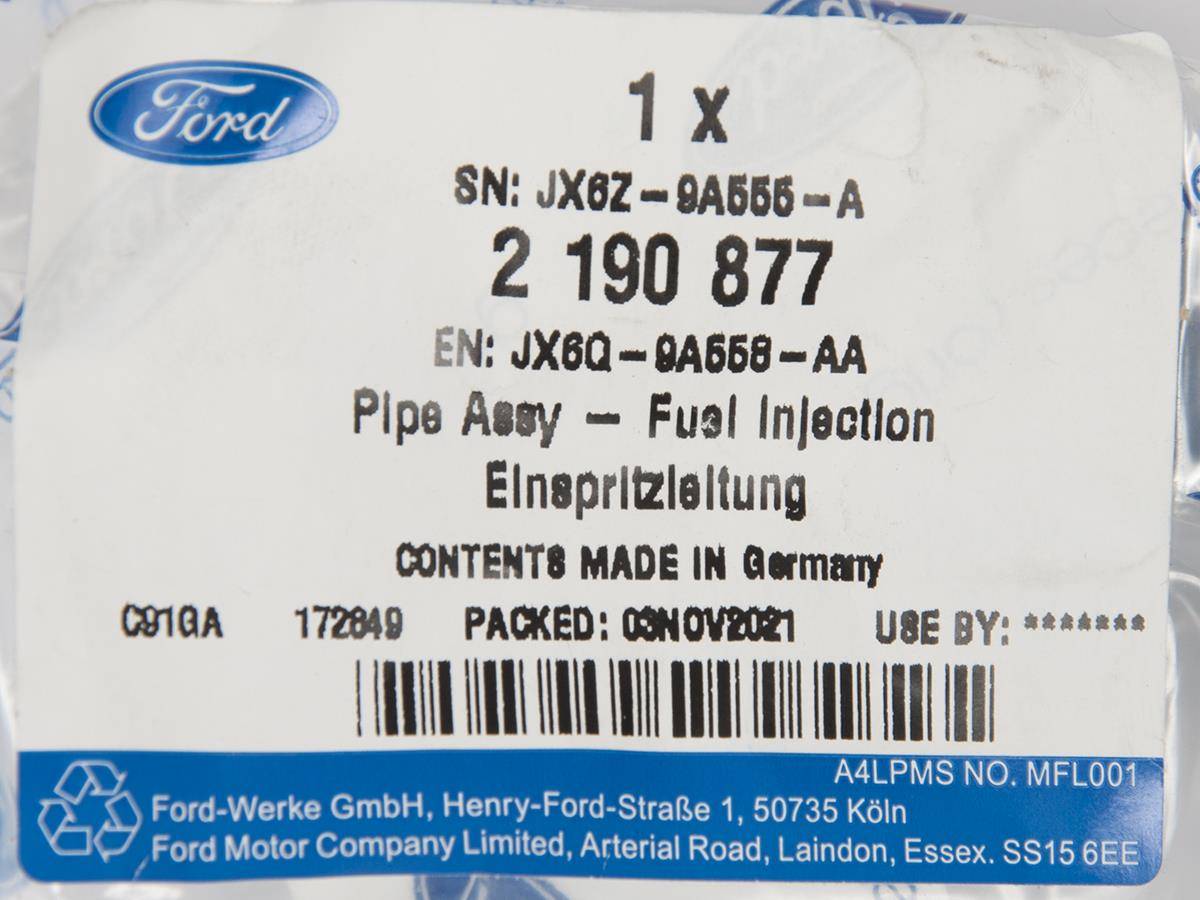 Ford
1 x
SN: JX6Z-9A555-A
2 190 877
EN: JX6Q-9A558-AA
Pipe Assy - Fuel Injection
Einspritzleitung
CONTENTS MADE IN Germany
C91GA 172849 PACKED: 03NOV2021 USE BY: *******
A4LPMS NO. MFL001
Ford-Werke GmbH, Henry-Ford-Straße 1, 50735 Köln
Ford Motor Company Limited, Arterial Road, Laindon, Essex. SS15 6EE